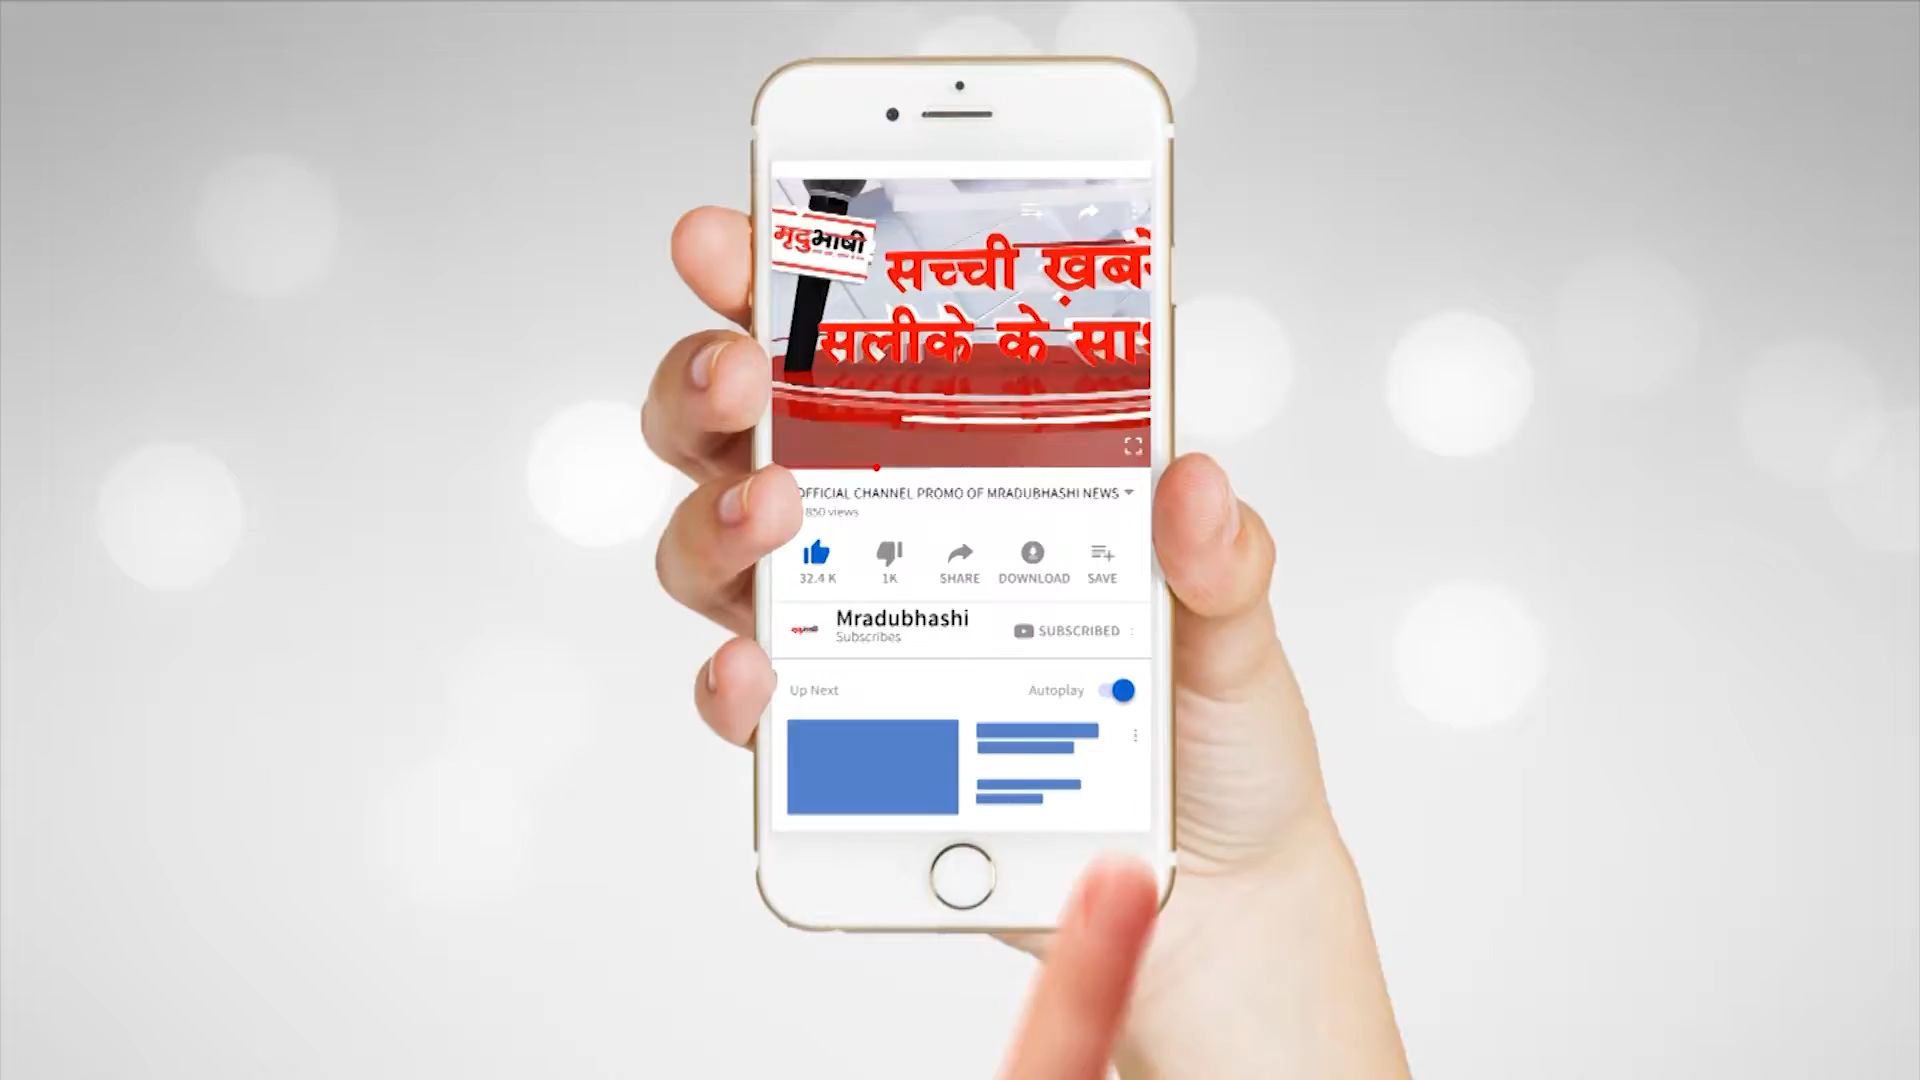 मृदुभाषी
सच्ची ख़बरें
सलीके के साथ
OFFICIAL CHANNEL PROMO OF MRADUBHASHI NEWS
850 views
32.4 K
1K
SHARE
DOWNLOAD
SAVE
Mradubhashi
Subscribes
SUBSCRIBED
Up Next
Autoplay